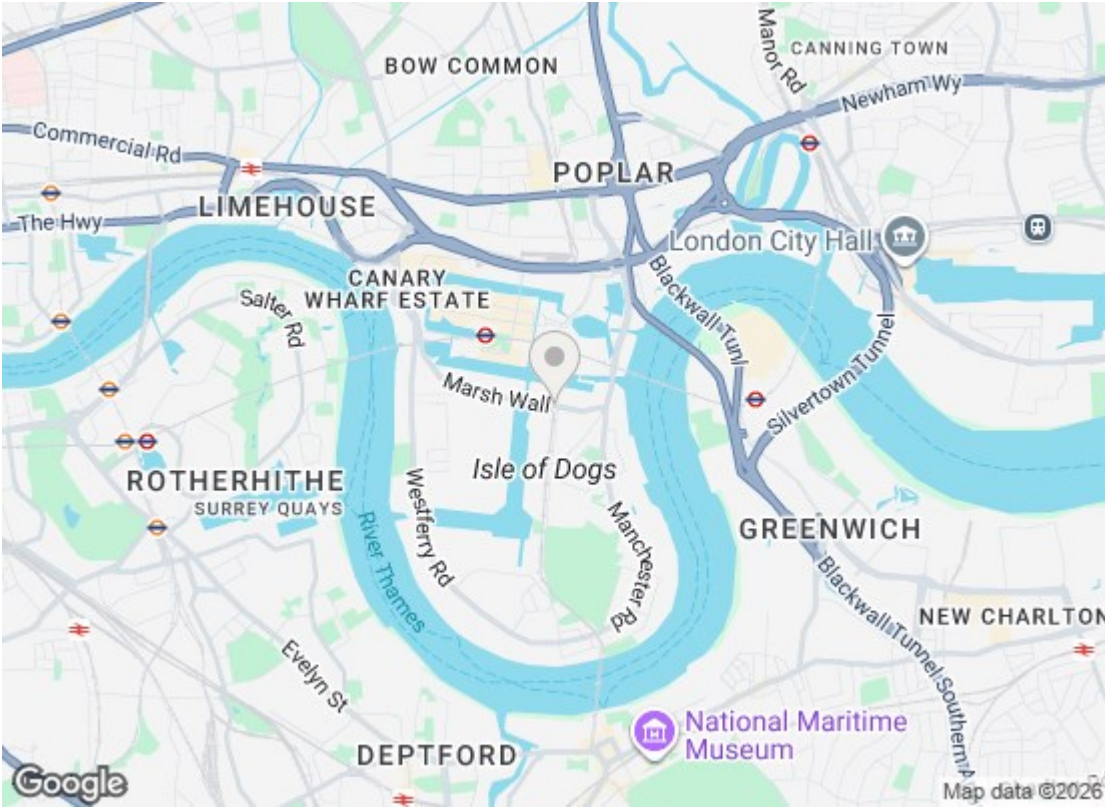 Manor Rd
CANNING TOWN
BOW COMMON
Newham Wy
Commercial Rd
POPLAR
LIMEHOUSE
The Hwy
London City Hall
CANARY
WHARF ESTATE
Blackwall Tunl
Salter Rd
Marsh Wall
Silvertown Tunnel
Isle of Dogs
ROTHERHITHE
SURREY QUAYS
Westferry Rd
River Thames
Manchester Rd
GREENWICH
Blackwall Tunnel Southern A
NEW CHARLTON
Evelyn St
National Maritime
Museum
DEPTFORD
Google
Map data ©2026